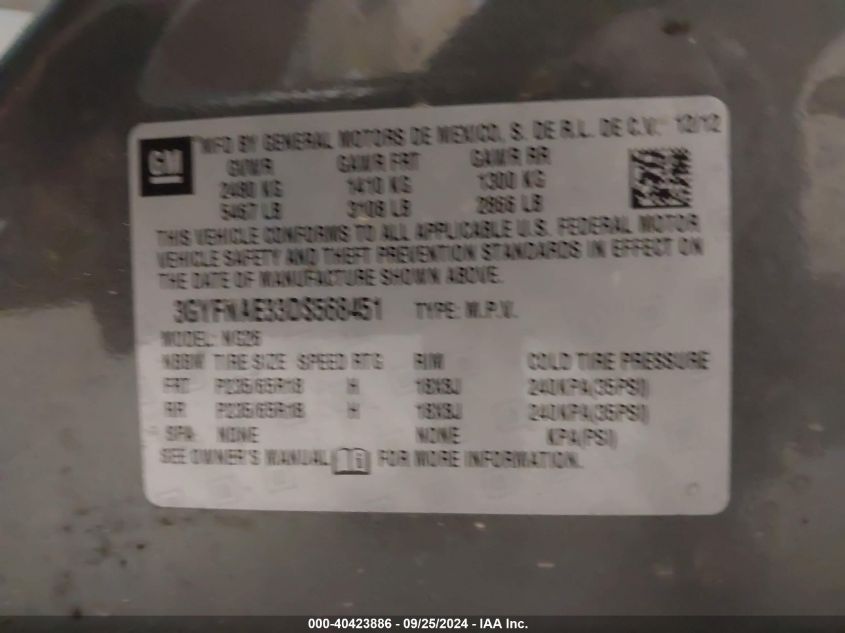 GM
MFD BY GENERAL MOTORS DE MEXICO, S. DE R.L. DE C.V. 12/12
GVWR GAWR FRT GAWR RR
2480 KG 1410 KG 1300 KG
5467 LB 3108 LB 2866 LB
THIS VEHICLE CONFORMS TO ALL APPLICABLE U.S. FEDERAL MOTOR
VEHICLE SAFETY AND THEFT PREVENTION STANDARDS IN EFFECT ON
THE DATE OF MANUFACTURE SHOWN ABOVE.
3GYFNAE33DS568451 TYPE: M.P.V.
MODEL: NG26
TIRE SIZE SPEED RTG RIM COLD TIRE PRESSURE
FRT P235/65R18 H 18X8J 240KPA(35PSI)
RR P235/65R18 H 18X8J 240KPA(35PSI)
SPA NONE NONE KPA(PSI)
SEE OWNER'S MANUAL FOR MORE INFORMATION.
000-40423886 - 09/25/2024 - IAA Inc.